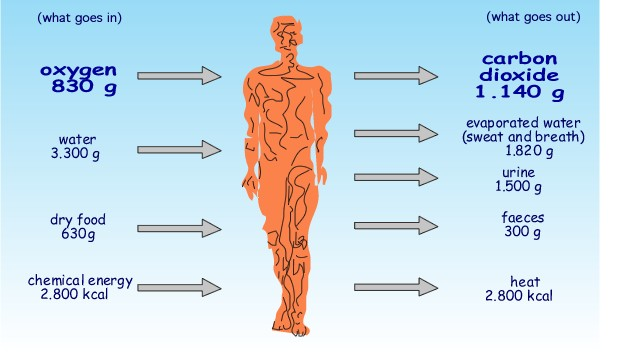 (what goes in)
oxygen
830 g
water
3.300 g
dry food
630g
chemical energy
2.800 kcal
(what goes out)
carbon
dioxide
1.140 g
evaporated water
(sweat and breath)
1.820 g
urine
1.500 g
faeces
300 g
heat
2.800 kcal